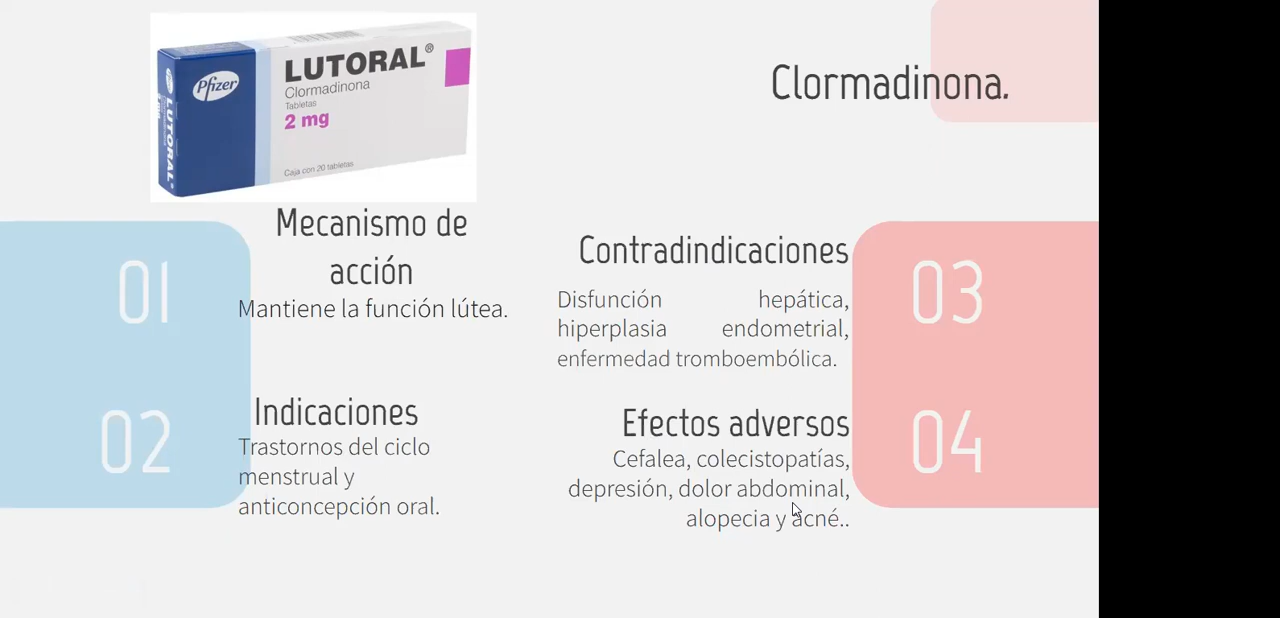 Pfizer
LUTORAL®
Clormadinona
Tabletas
2 mg
Caja con 20 tabletas
LUTORAL®
Clormadinona.
01
Mecanismo de
acción
Mantiene la función lútea.
02
Indicaciones
Trastornos del ciclo
menstrual y
anticoncepción oral.
Contradindicaciones
03
Disfunción hepática,
hiperplasia endometrial,
enfermedad tromboembólica.
Efectos adversos
04
Cefalea, colecistopatías,
depresión, dolor abdominal,
alopecia y acné..